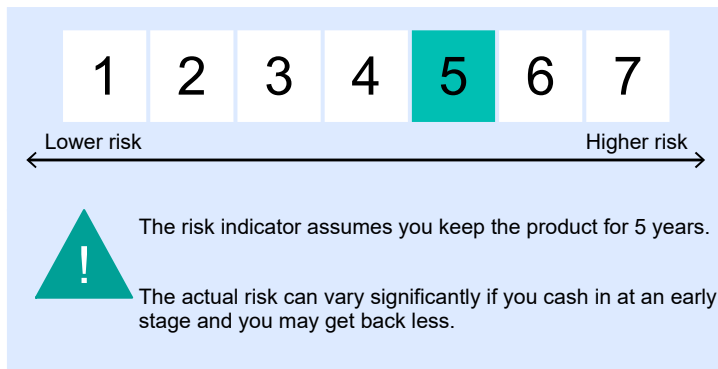 1 2 3 4 5 6 7
Lower risk Higher risk
!
The risk indicator assumes you keep the product for 5 years.
The actual risk can vary significantly if you cash in at an early
stage and you may get back less.